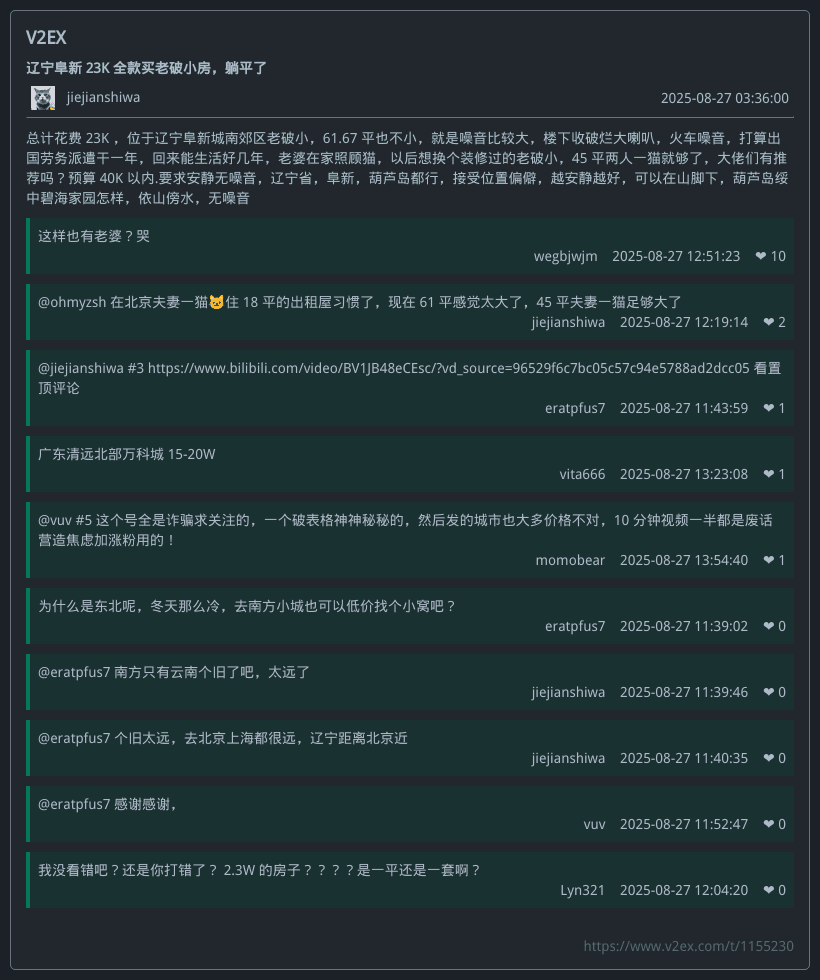 V2EX
辽宁阜新 23K 全款买老破小房，躺平了
jiejianshiwa 2025-08-27 03:36:00
总计花费 23K ，位于辽宁阜新城南郊区老破小，61.67 平也不小，就是噪音比较大，楼下收破烂大喇叭，火车噪音，打算出
国劳务派遣干一年，回来能生活好几年，老婆在家照顾猫，以后想换个装修过的老破小，45 平两人一猫就够了，大佬们有推
荐吗？预算 40K 以内.要求安静无噪音，辽宁省，阜新，葫芦岛都行，接受位置偏僻，越安静越好，可以在山脚下，葫芦岛绥
中碧海家园怎样，依山傍水，无噪音
这样也有老婆？哭
wegbjwjm 2025-08-27 12:51:23 ❤ 10
@ohmyzsh 在北京夫妻一猫🐱住 18 平的出租屋习惯了，现在 61 平感觉太大了，45 平夫妻一猫足够大了
jiejianshiwa 2025-08-27 12:19:14 ❤ 2
@jiejianshiwa #3 https://www.bilibili.com/video/BV1JB48eCEsc/?vd_source=96529f6c7bc05c57c94e5788ad2dcc05 看置
顶评论
eratpfus7 2025-08-27 11:43:59 ❤ 1
广东清远北部万科城 15-20W
vita666 2025-08-27 13:23:08 ❤ 1
@vuv #5 这个号全是诈骗求关注的，一个破表格神神秘秘的，然后发的城市也大多价格不对，10 分钟视频一半都是废话
营造焦虑加涨粉用的！
momobear 2025-08-27 13:54:40 ❤ 1
为什么是东北呢，冬天那么冷，去南方小城也可以低价找个小窝吧？
eratpfus7 2025-08-27 11:39:02 ❤ 0
@eratpfus7 南方只有云南个旧了吧，太远了
jiejianshiwa 2025-08-27 11:39:46 ❤ 0
@eratpfus7 个旧太远，去北京上海都很远，辽宁距离北京近
jiejianshiwa 2025-08-27 11:40:35 ❤ 0
@eratpfus7 感谢感谢，
vuv 2025-08-27 11:52:47 ❤ 0
我没看错吧？还是你打错了？ 2.3W 的房子？？？？是一平还是一套啊？
Lyn321 2025-08-27 12:04:20 ❤ 0
https://www.v2ex.com/t/1155230